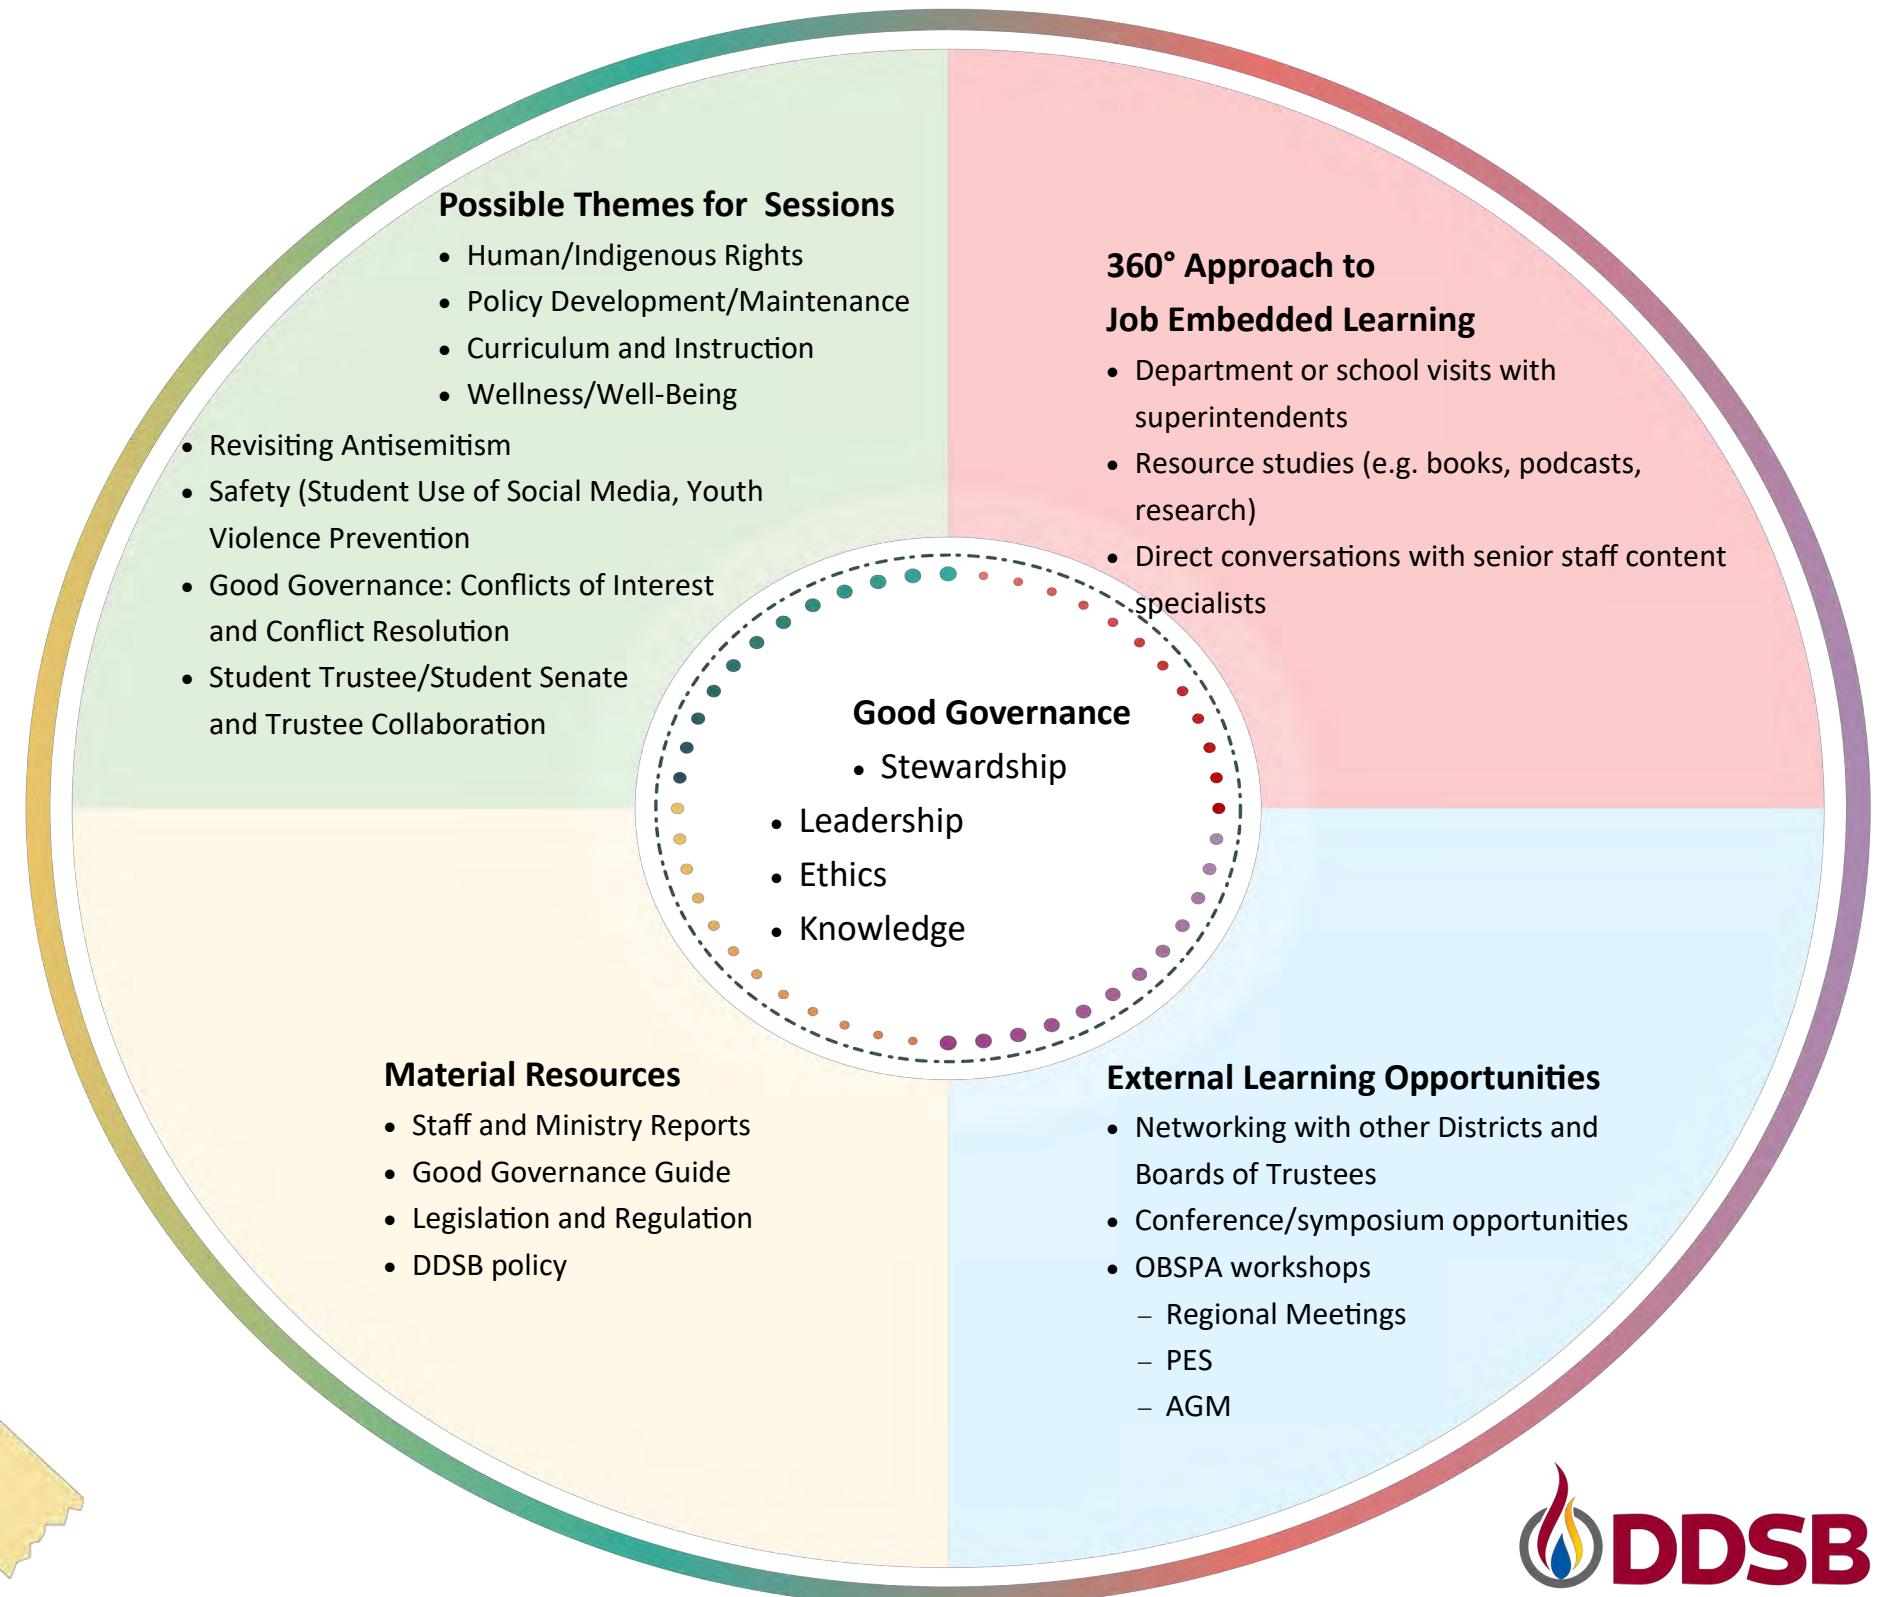 Possible Themes for Sessions
• Human/Indigenous Rights
• Policy Development/Maintenance
• Curriculum and Instruction
• Wellness/Well-Being
• Revisiting Antisemitism
• Safety (Student Use of Social Media, Youth
Violence Prevention
• Good Governance: Conflicts of Interest
and Conflict Resolution
• Student Trustee/Student Senate
and Trustee Collaboration
360° Approach to
Job Embedded Learning
• Department or school visits with
superintendents
• Resource studies (e.g. books, podcasts,
research)
• Direct conversations with senior staff content
specialists
Good Governance
• Stewardship
• Leadership
• Ethics
• Knowledge
Material Resources
• Staff and Ministry Reports
• Good Governance Guide
• Legislation and Regulation
• DDSB policy
External Learning Opportunities
• Networking with other Districts and
Boards of Trustees
• Conference/symposium opportunities
• OBSPA workshops
– Regional Meetings
– PES
– AGM
DDSB